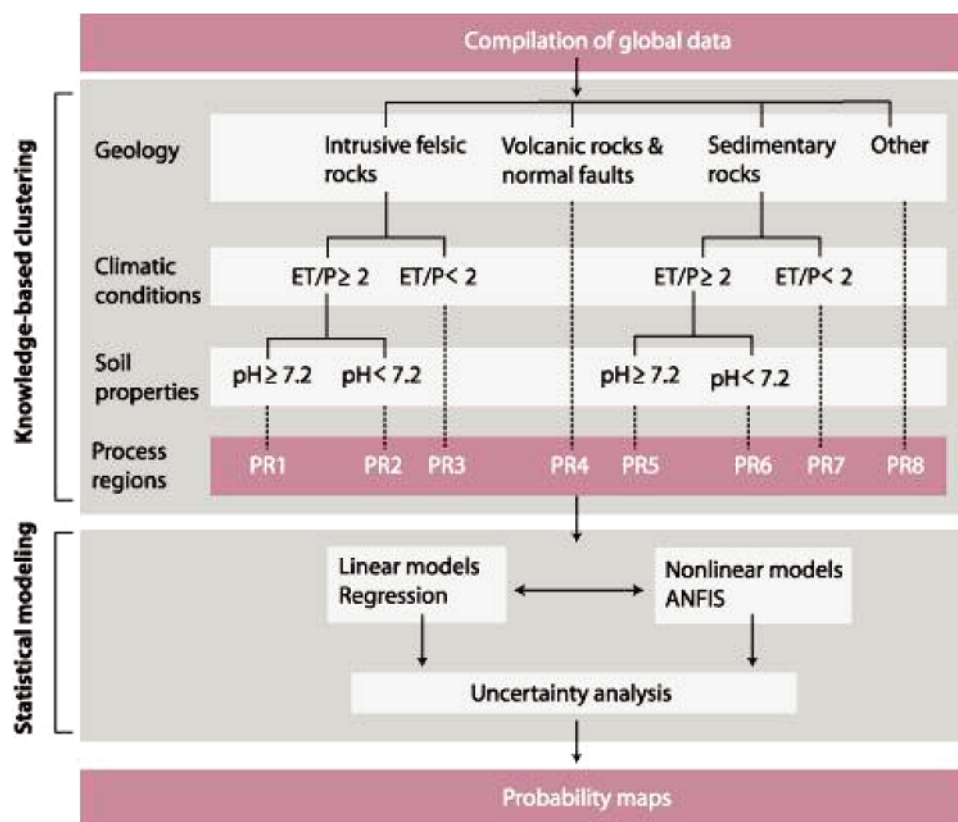 Compilation of global data
Knowledge-based clustering
Geology
Intrusive felsic
rocks
Volcanic rocks &
normal faults
Sedimentary
rocks
Other
Climatic
conditions
ET/P≥ 2
ET/P< 2
ET/P≥ 2
ET/P< 2
Soil
properties
pH≥ 7.2
pH< 7.2
pH≥ 7.2
pH< 7.2
Process
regions
PR1
PR2
PR3
PR4
PR5
PR6
PR7
PR8
Statistical modeling
Linear models
Regression
Nonlinear models
ANFIS
Uncertainty analysis
Probability maps